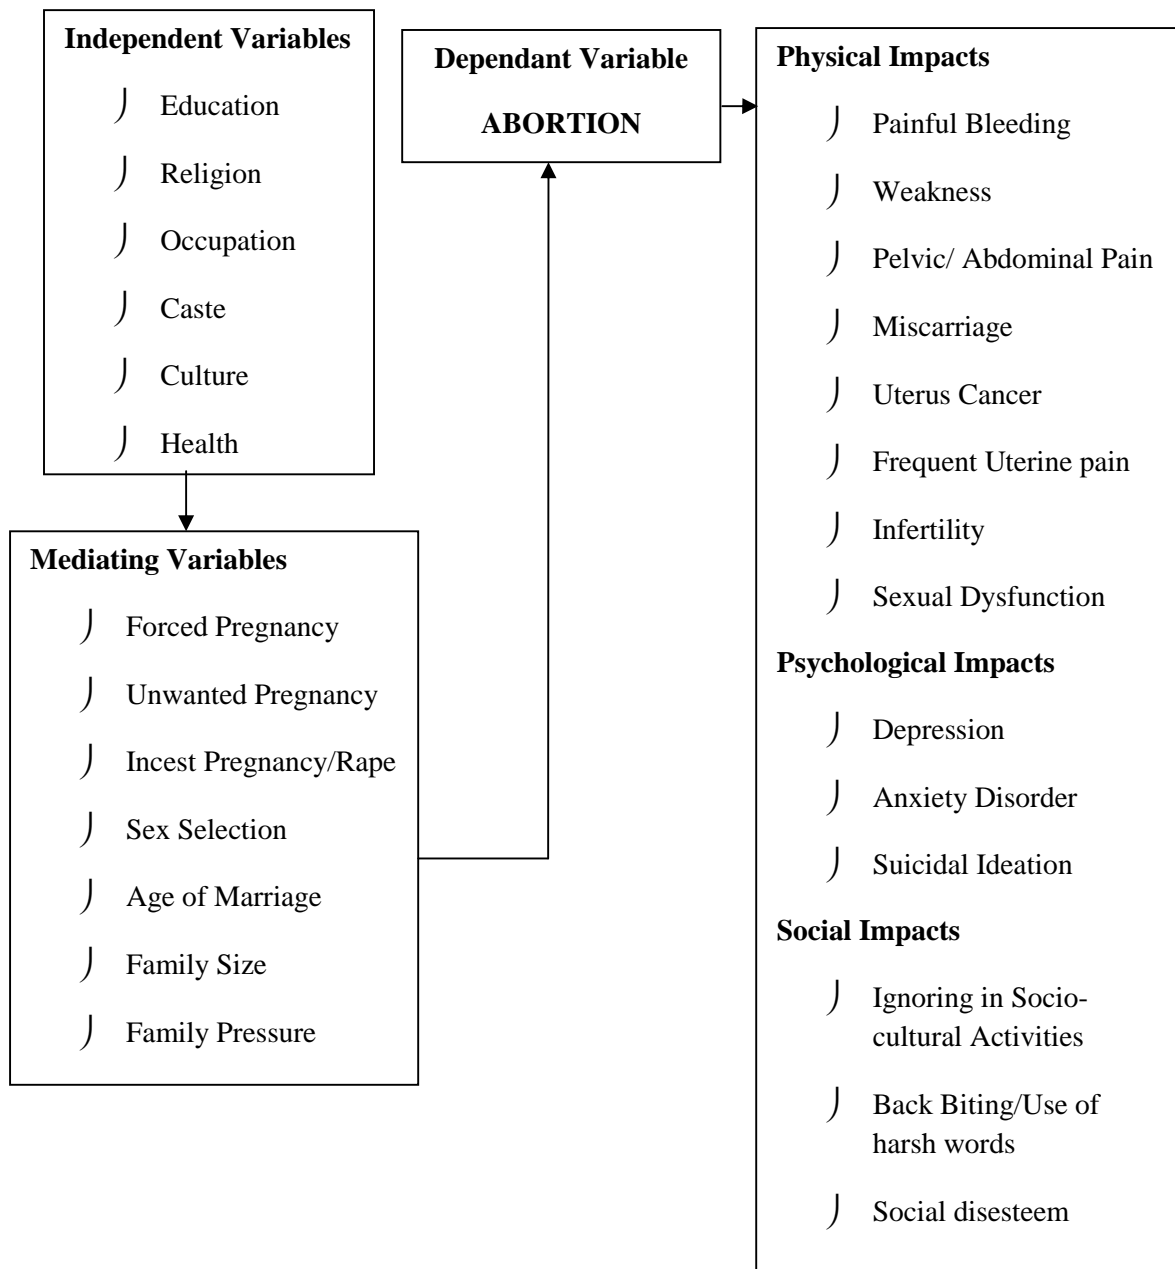 Independent Variables
⌡ Education
⌡ Religion
⌡ Occupation
⌡ Caste
⌡ Culture
⌡ Health
Mediating Variables
⌡ Forced Pregnancy
⌡ Unwanted Pregnancy
⌡ Incest Pregnancy/Rape
⌡ Sex Selection
⌡ Age of Marriage
⌡ Family Size
⌡ Family Pressure
Dependant Variable
ABORTION
Physical Impacts
⌡ Painful Bleeding
⌡ Weakness
⌡ Pelvic/ Abdominal Pain
⌡ Miscarriage
⌡ Uterus Cancer
⌡ Frequent Uterine pain
⌡ Infertility
⌡ Sexual Dysfunction
Psychological Impacts
⌡ Depression
⌡ Anxiety Disorder
⌡ Suicidal Ideation
Social Impacts
⌡ Ignoring in Socio-
cultural Activities
⌡ Back Biting/Use of
harsh words
⌡ Social disesteem